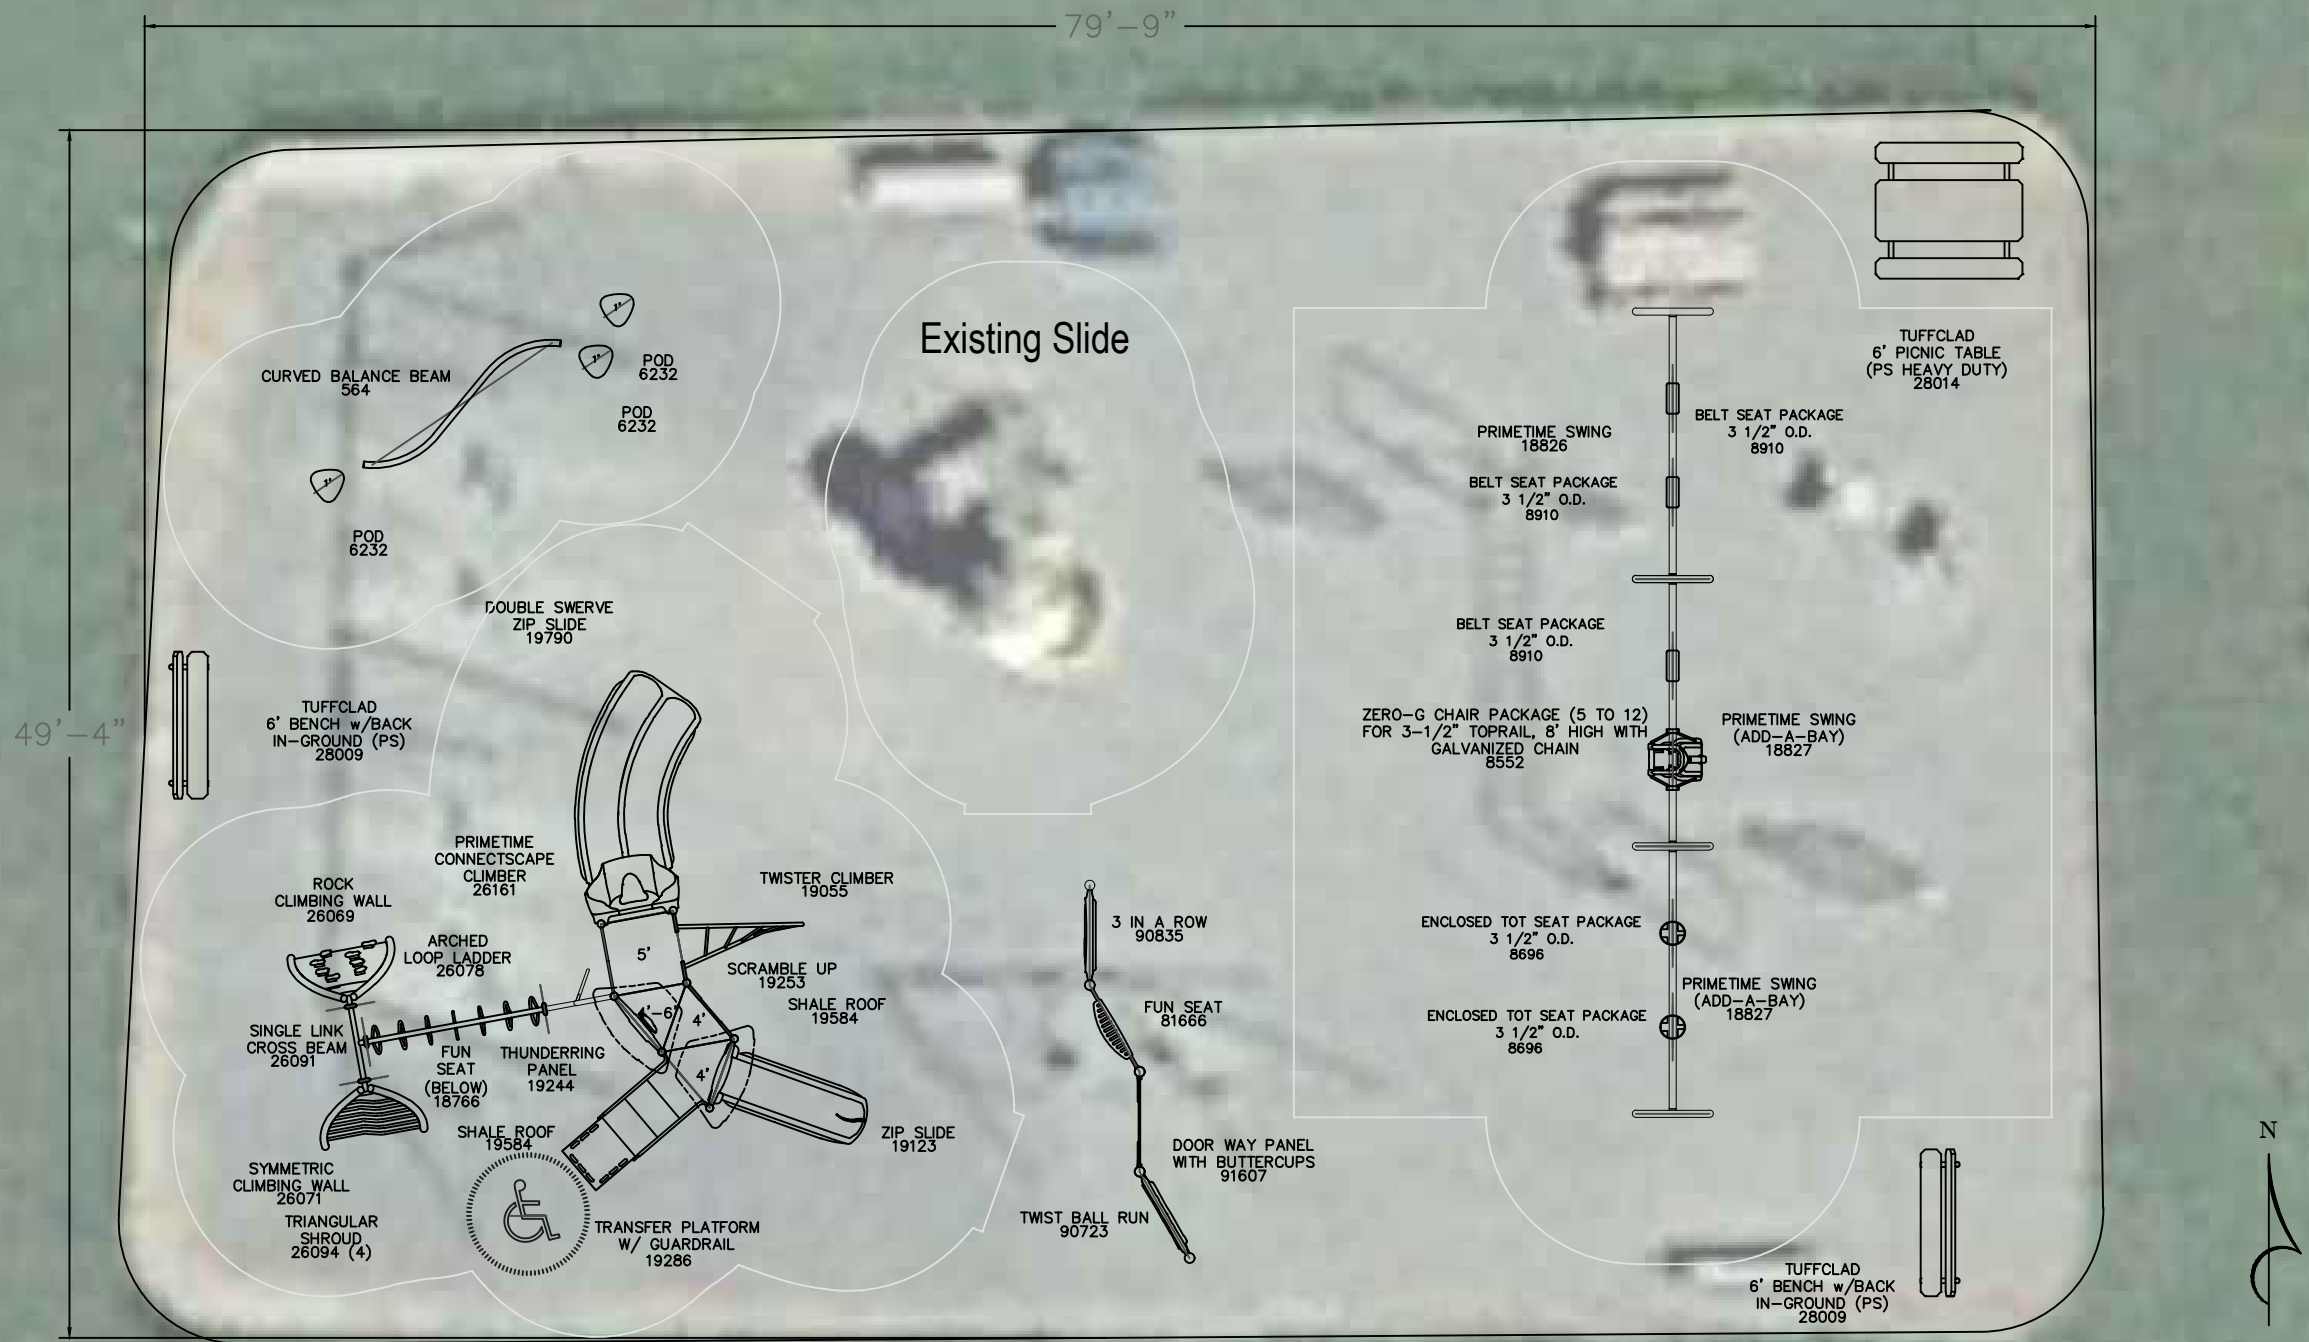 79'-9"
Existing Slide
CURVED BALANCE BEAM
564
7"
7"
POD
6232
POD
6232
7"
POD
6232
TUFFCLAD
6' PICNIC TABLE
(PS HEAVY DUTY)
28014
PRIMETIME SWING
18826
BELT SEAT PACKAGE
3 1/2" O.D.
8910
BELT SEAT PACKAGE
3 1/2" O.D.
8910
BELT SEAT PACKAGE
3 1/2" O.D.
8910
DOUBLE SWERVE
ZIP SLIDE
19790
49'-4"
TUFFCLAD
6' BENCH w/BACK
IN-GROUND (PS)
28009
ZERO-G CHAIR PACKAGE (5 TO 12)
FOR 3-1/2" TOPRAIL, 8' HIGH WITH
GALVANIZED CHAIN
8552
PRIMETIME SWING
(ADD-A-BAY)
18827
PRIMETIME
CONNECTSCAPE
CLIMBER
26161
ROCK
CLIMBING WALL
26069
ARCHED
LOOP LADDER
26078
TWISTER CLIMBER
19055
5'
SCRAMBLE UP
19253
SHALE ROOF
19584
4'
4'
3 IN A ROW
90835
FUN SEAT
81666
ENCLOSED TOT SEAT PACKAGE
3 1/2" O.D.
8696
PRIMETIME SWING
(ADD-A-BAY)
18827
ENCLOSED TOT SEAT PACKAGE
3 1/2" O.D.
8696
SINGLE LINK
CROSS BEAM
26091
FUN
SEAT
(BELOW)
18766
THUNDERRING
PANEL
19244
SHALE ROOF
19584
ZIP SLIDE
19123
DOOR WAY PANEL
WITH BUTTERCUPS
91607
SYMMETRIC
CLIMBING WALL
26071
TRIANGULAR
SHROUD
26094 (4)
TRANSFER PLATFORM
W/ GUARDRAIL
19286
TWIST BALL RUN
90723
TUFFCLAD
6' BENCH w/BACK
IN-GROUND (PS)
28009
N